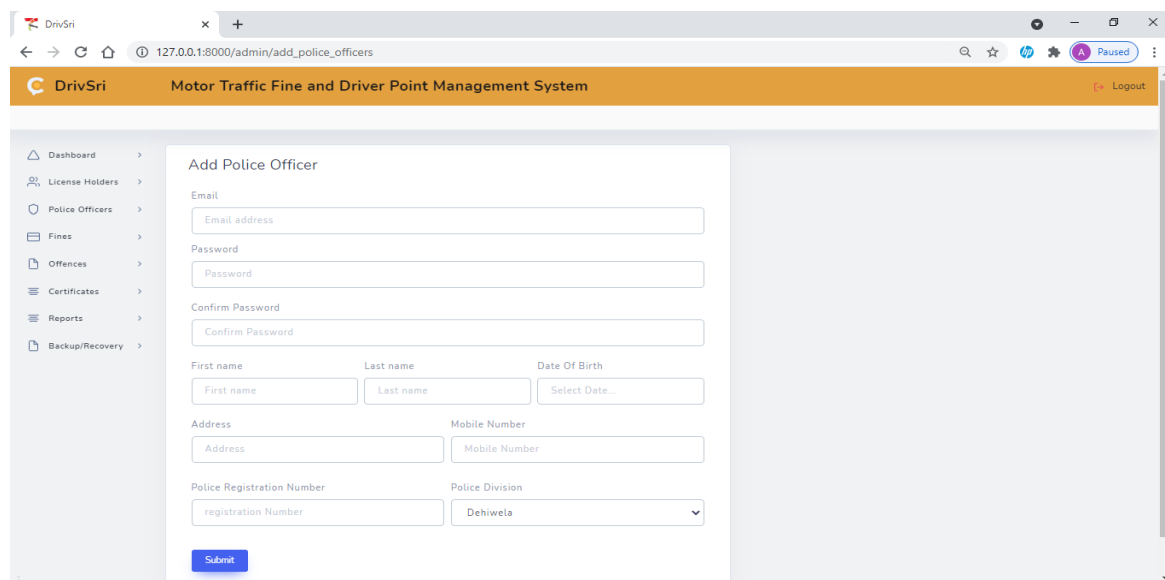 DrivSri
127.0.0.1:8000/admin/add_police_officers
A Paused
DrivSri Motor Traffic Fine and Driver Point Management System Logout
Dashboard
License Holders
Police Officers
Fines
Offences
Certificates
Reports
Backup/Recovery
Add Police Officer
Email
Email address
Password
Password
Confirm Password
Confirm Password
First name Last name Date Of Birth
First name Last name Select Date...
Address Mobile Number
Address Mobile Number
Police Registration Number Police Division
registration Number Dehiwela
Submit